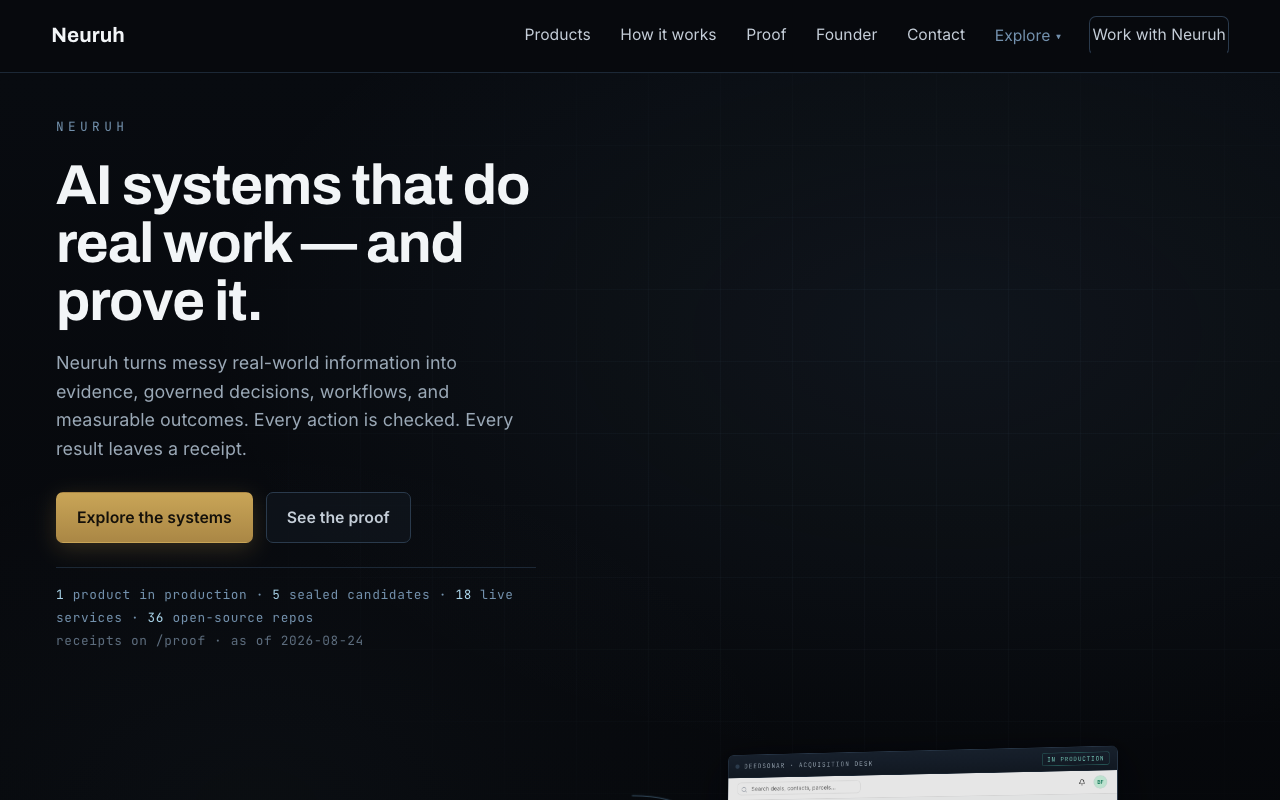 Neuruh
Products
How it works
Proof
Founder
Contact
Explore ▾
Work with Neuruh
NEURUH
AI systems that do
real work — and
prove it.
Neuruh turns messy real-world information into
evidence, governed decisions, workflows, and
measurable outcomes. Every action is checked. Every
result leaves a receipt.
Explore the systems
See the proof
1 product in production · 5 sealed candidates · 18 live
services · 36 open-source repos
receipts on /proof · as of 2026-08-24
DEEDSONAR · ACQUISITION DESK
IN PRODUCTION
Search deals, contacts, parcels…